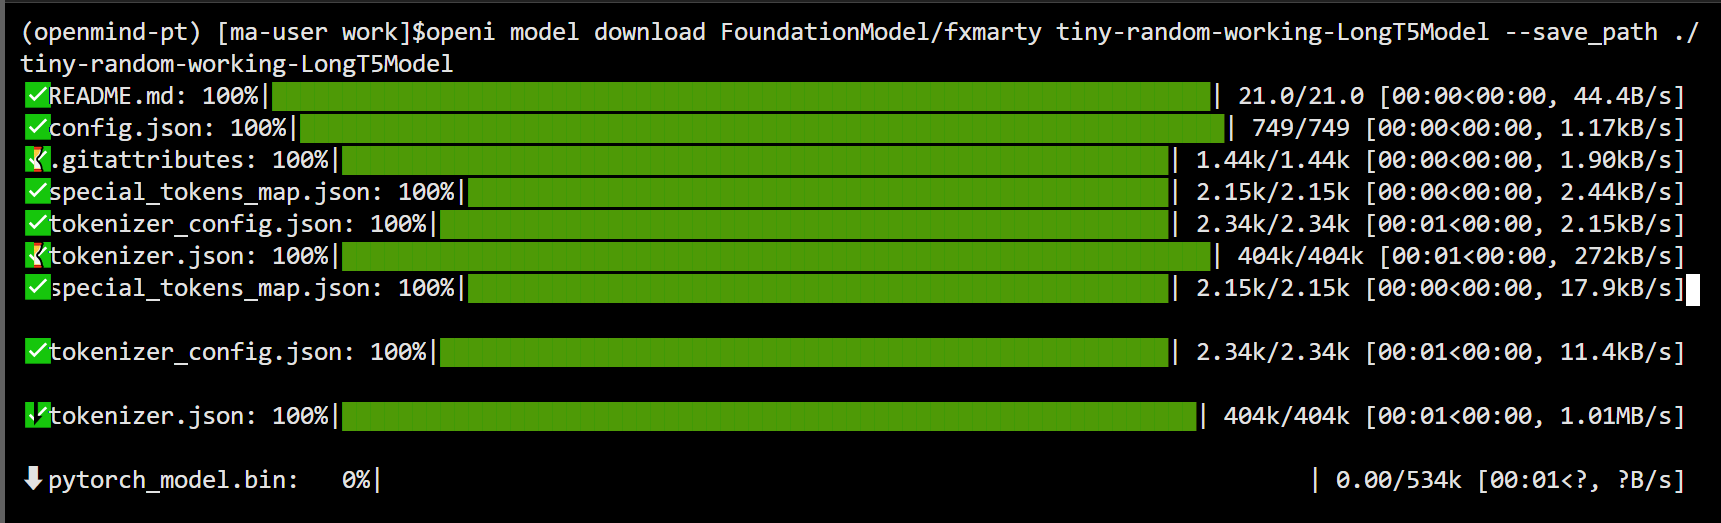 (openmind-pt) [ma-user work]$openi model download FoundationModel/fxmarty tiny-random-working-LongT5Model --save_path ./
tiny-random-working-LongT5Model
✅README.md: 100%| | 21.0/21.0 [00:00<00:00, 44.4B/s]
✅config.json: 100%| | 749/749 [00:00<00:00, 1.17kB/s]
✅.gitattributes: 100%| | 1.44k/1.44k [00:00<00:00, 1.90kB/s]
✅special_tokens_map.json: 100%| | 2.15k/2.15k [00:00<00:00, 2.44kB/s]
✅tokenizer_config.json: 100%| | 2.34k/2.34k [00:01<00:00, 2.15kB/s]
✅tokenizer.json: 100%| | 404k/404k [00:01<00:00, 272kB/s]
✅special_tokens_map.json: 100%| | 2.15k/2.15k [00:00<00:00, 17.9kB/s]
✅tokenizer_config.json: 100%| | 2.34k/2.34k [00:01<00:00, 11.4kB/s]
✅tokenizer.json: 100%| | 404k/404k [00:01<00:00, 1.01MB/s]
⬇pytorch_model.bin: 0%| | 0.00/534k [00:01<?, ?B/s]